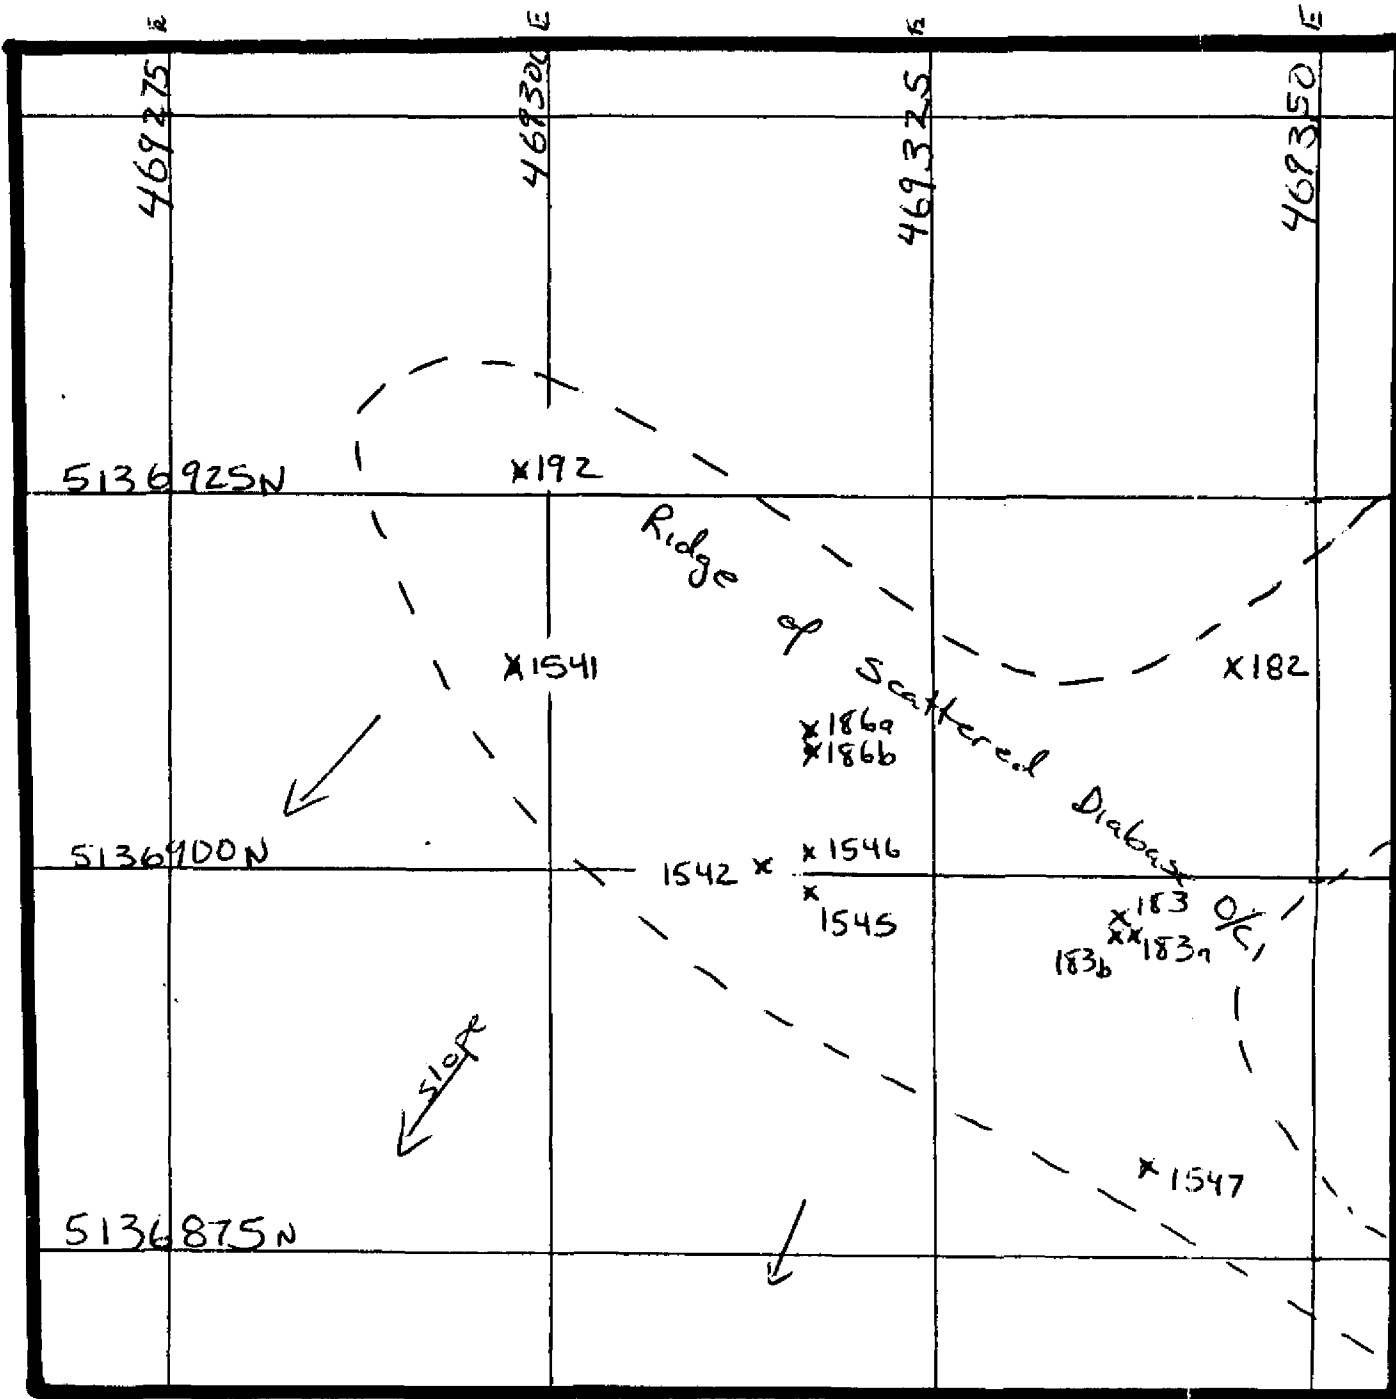 469275 E
469300 E
469325 E
469350 E
5136925N
x192
Ridge of Scattered Diabase O/C,
x1541
x182
x186a
x186b
5136900N
1542 x
x 1546
x
1545
x183
183b xx183a
slope
x 1547
5136875N